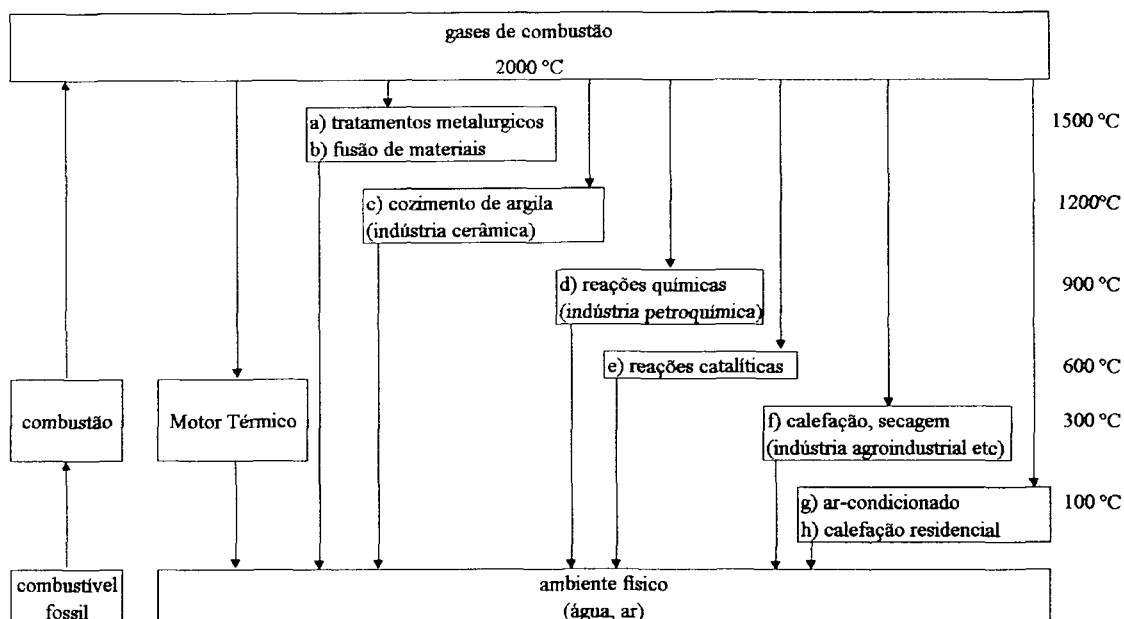 gases de combustão
2000 °C
a) tratamentos metalurgicos
b) fusão de materiais
1500 °C
c) cozimento de argila
(indústria cerâmica)
1200°C
d) reações químicas
(indústria petroquímica)
900 °C
e) reações catalíticas
600 °C
combustão
Motor Térmico
f) calefação, secagem
(indústria agroindustrial etc)
300 °C
g) ar-condicionado
h) calefação residencial
100 °C
combustível
fossil
ambiente físico
(água, ar)